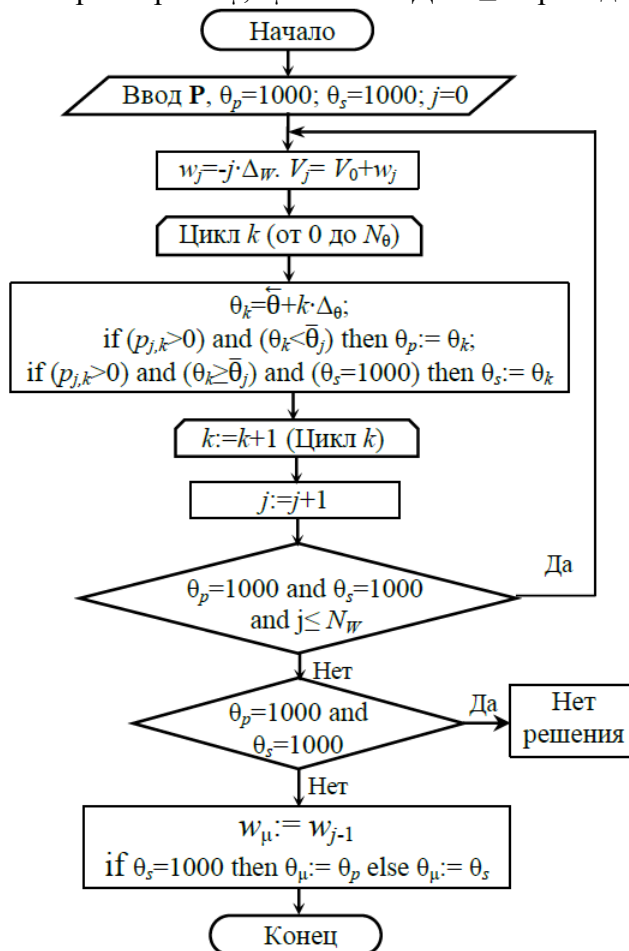 Начало
Ввод P, θp=1000; θs=1000; j=0
wj=-j·ΔW. Vj= V0+wj
Цикл k (от 0 до Nθ)
θk=θ⃖+k·Δθ;
if (pj,k>0) and (θk<θ̄j) then θp:= θk;
if (pj,k>0) and (θk≥θ̄j) and (θs=1000) then θs:= θk
k:=k+1 (Цикл k)
j:=j+1
θp=1000 and θs=1000
and j≤ NW
Да
Нет
θp=1000 and
θs=1000
Да
Нет
решения
Нет
wμ:= wj-1
if θs=1000 then θμ:= θp else θμ:= θs
Конец